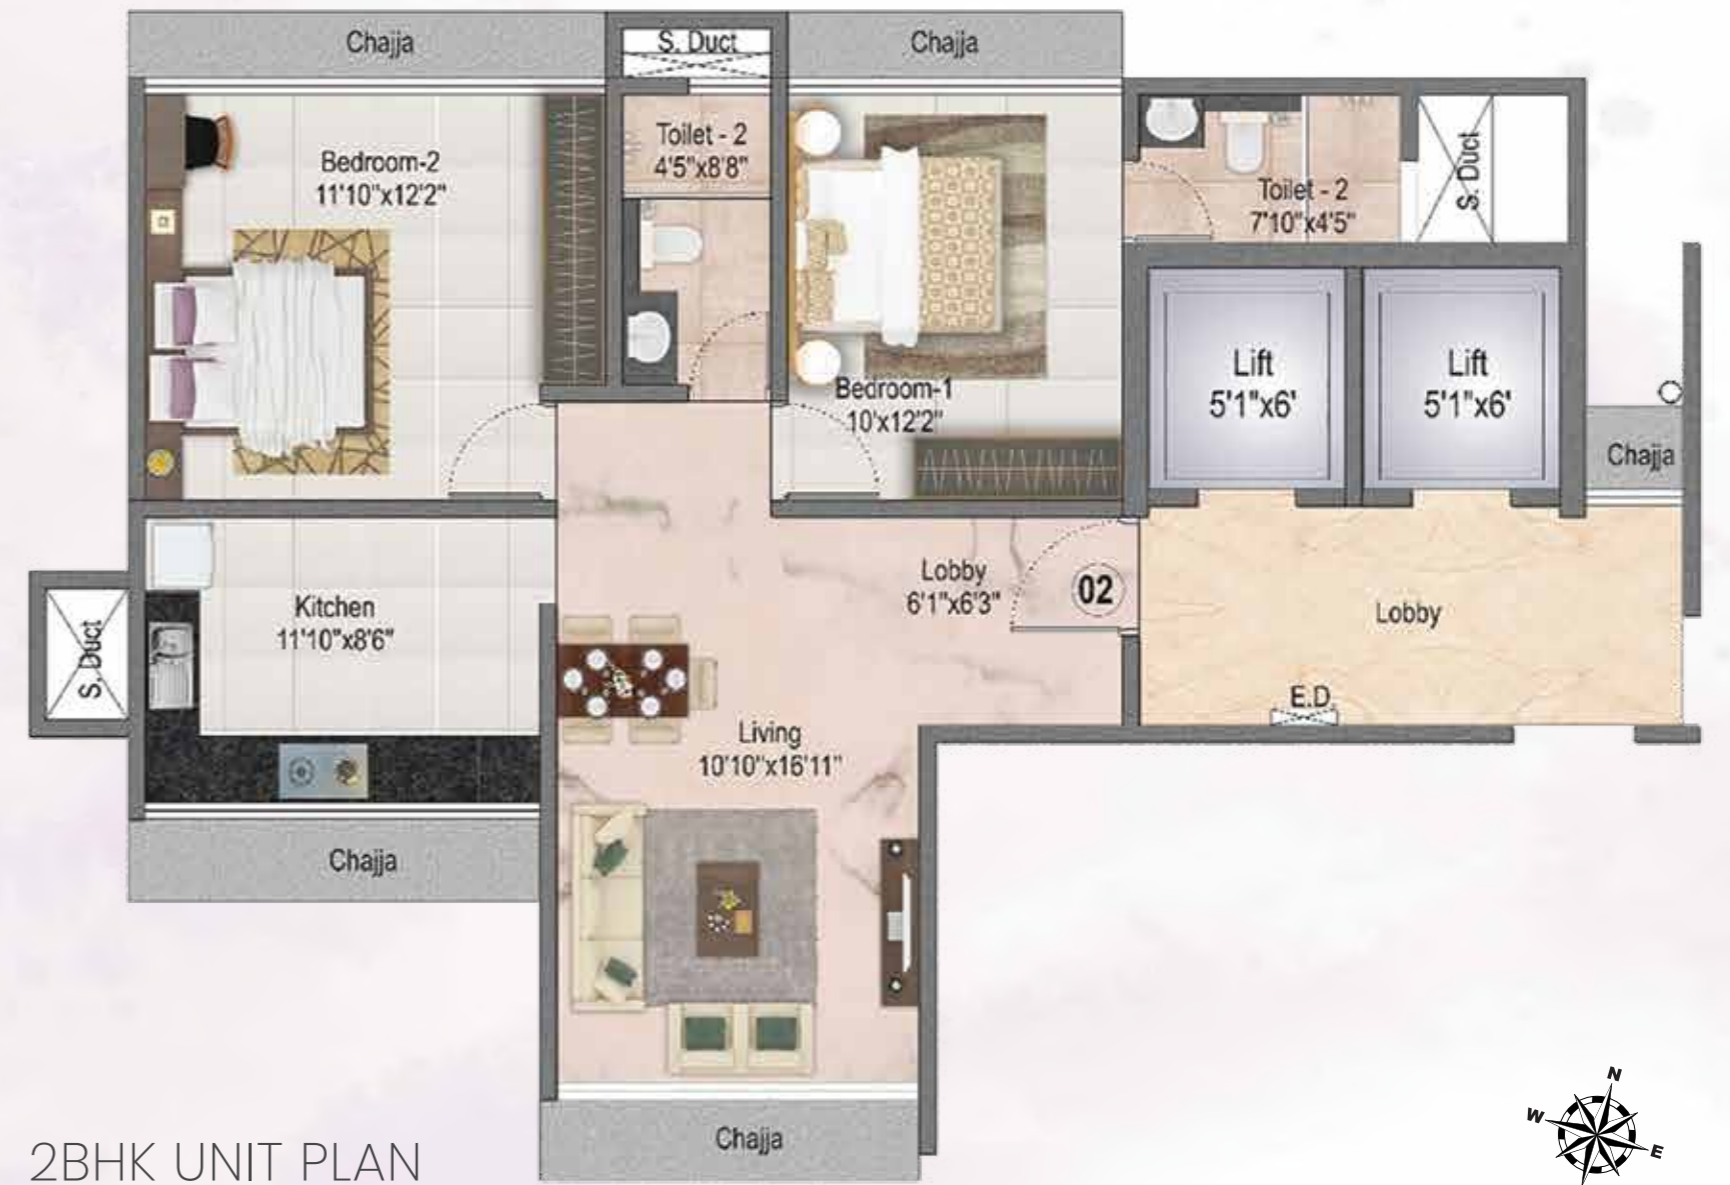 Chajja
S. Duct
Chajja
Bedroom-2
11'10"x12'2"
Toilet - 2
4'5"x8'8"
Toilet - 2
7'10"x4'5"
S. Duct
Bedroom-1
10'x12'2"
Lift
5'1"x6'
Lift
5'1"x6'
Chajja
Kitchen
11'10"x8'6"
S. Duct
Lobby
6'1"x6'3"
02
Lobby
E.D.
Living
10'10"x16'11"
Chajja
Chajja
2BHK UNIT PLAN
N
W
E